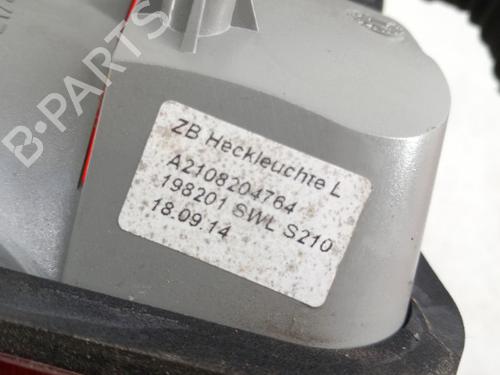 B-PARTS
ZB Heckleuchte L
A2108204764
198201 SWL S210
18.09.14